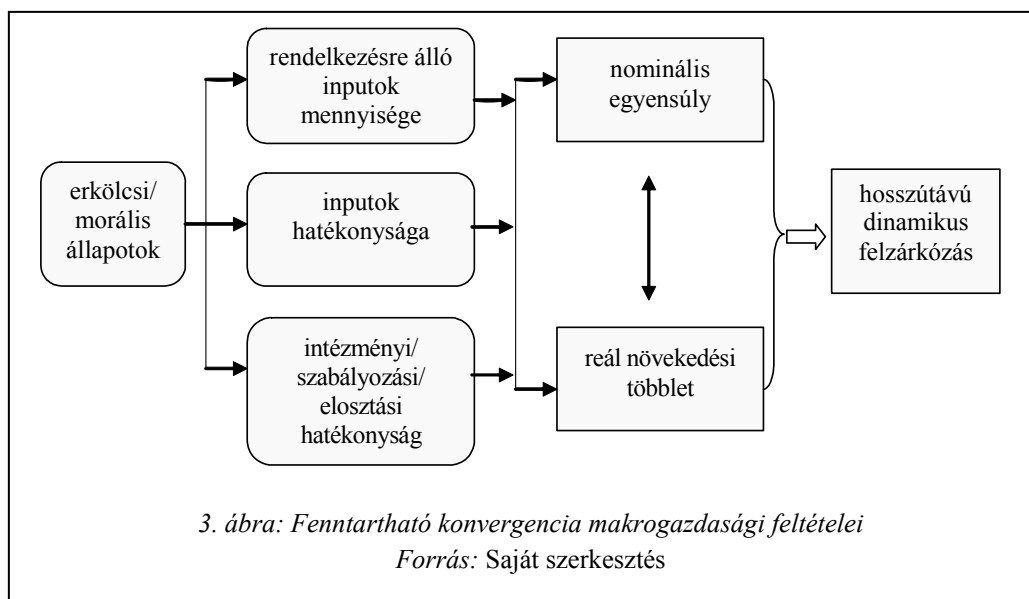 erkölcsi/
morális
állapotok
rendelkezésre álló
inputok
mennyisége
inputok
hatékonysága
intézményi/
szabályozási/
elosztási
hatékonyság
nominális
egyensúly
reál növekedési
többlet
hosszútávú
dinamikus
felzárkózás
3. ábra: Fenntartható konvergencia makrogazdasági feltételei
Forrás: Saját szerkesztés